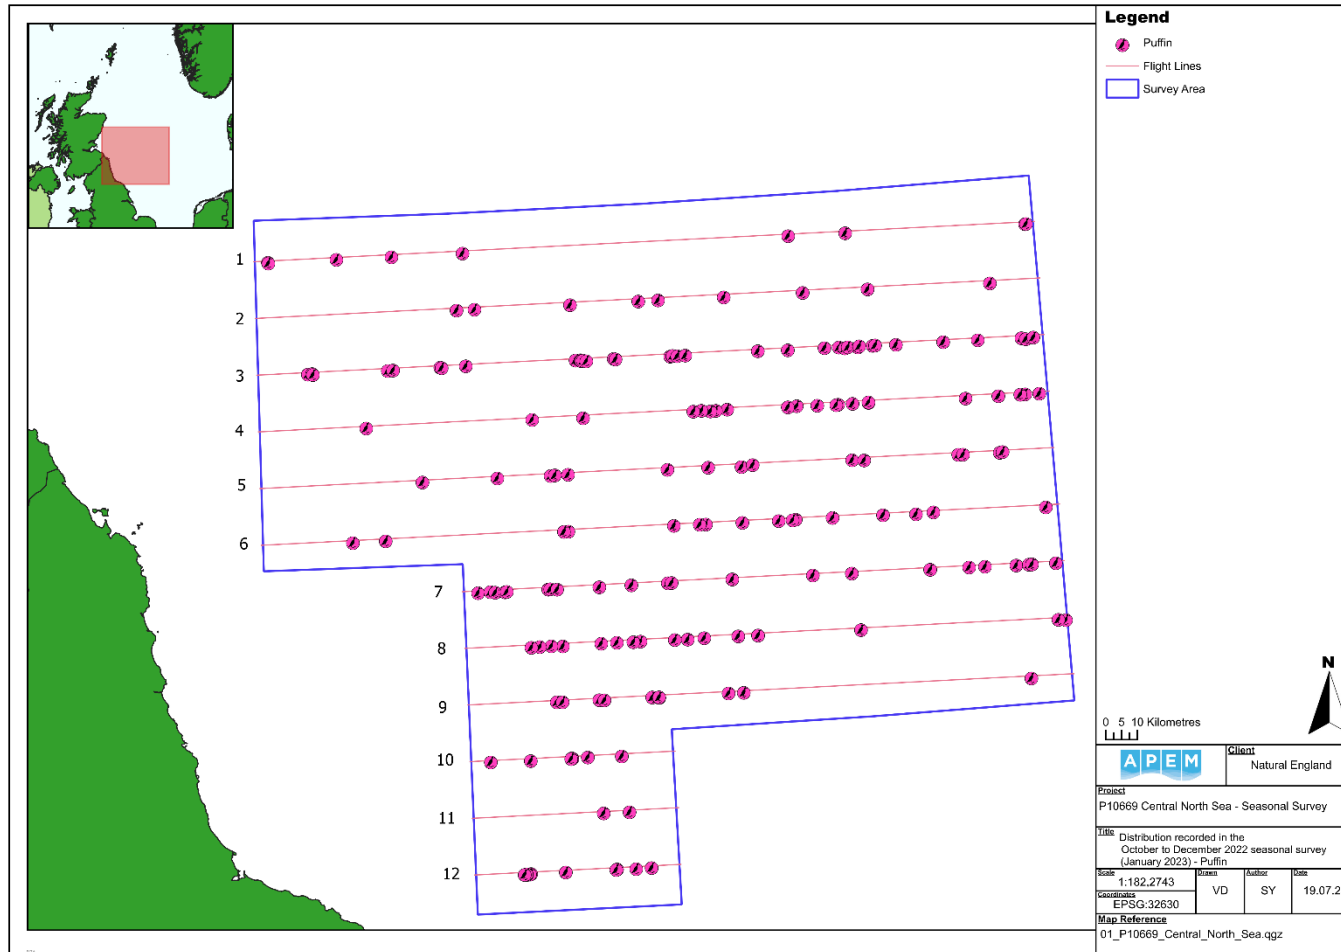 Legend
Puffin
Flight Lines
Survey Area
1
2
3
4
5
6
7
8
9
10
11
12
N
0 5 10 Kilometres
APEM
Client
Natural England
Project
P10669 Central North Sea - Seasonal Survey
Title
Distribution recorded in the
October to December 2022 seasonal survey
(January 2023) - Puffin
Scale
1:182,2743
Drawn
VD
Author
SY
Date
19.07.2
Coordinates
EPSG:32630
Map Reference
01_P10669_Central_North_Sea.qgz